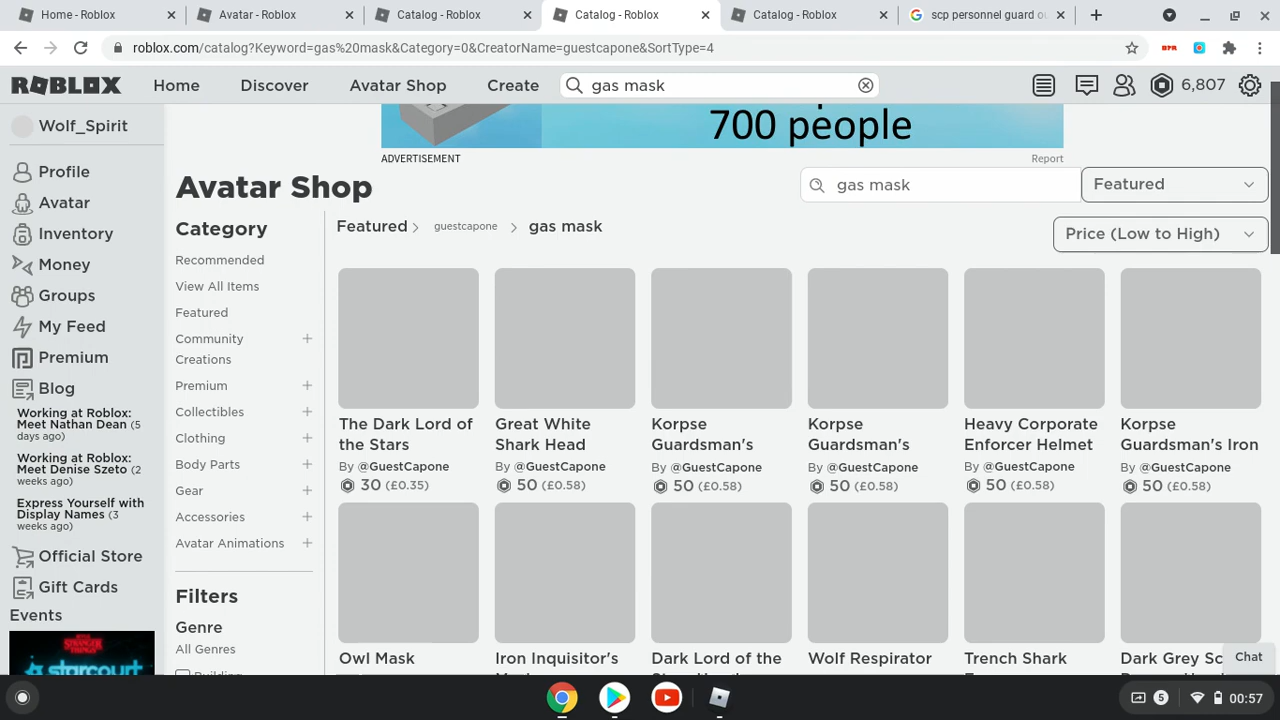 Home - Roblox
Avatar - Roblox
Catalog - Roblox
Catalog - Roblox
Catalog - Roblox
scp personnel guard ou
roblox.com/catalog?Keyword=gas%20mask&Category=0&CreatorName=guestcapone&SortType=4
ROBLOX
Home
Discover
Avatar Shop
Create
gas mask
6,807
Wolf_Spirit
Profile
Avatar
Inventory
Money
Groups
My Feed
Premium
Blog
Working at Roblox:
Meet Nathan Dean (5
days ago)
Working at Roblox:
Meet Denise Szeto (2
weeks ago)
Express Yourself with
Display Names (3
weeks ago)
Official Store
Gift Cards
Events
STRANGER THINGS
starcourt
700 people
ADVERTISEMENT
Report
Avatar Shop
gas mask
Featured
Category
Recommended
View All Items
Featured
Community
Creations
Premium
Collectibles
Clothing
Body Parts
Gear
Accessories
Avatar Animations
Filters
Genre
All Genres
Building
Featured > guestcapone > gas mask
Price (Low to High)
The Dark Lord of
the Stars
By @GuestCapone
30 (£0.35)
Great White
Shark Head
By @GuestCapone
50 (£0.58)
Korpse
Guardsman's
By @GuestCapone
50 (£0.58)
Korpse
Guardsman's
By @GuestCapone
50 (£0.58)
Heavy Corporate
Enforcer Helmet
By @GuestCapone
50 (£0.58)
Korpse
Guardsman's Iron
By @GuestCapone
50 (£0.58)
Owl Mask
Iron Inquisitor's
Dark Lord of the
Wolf Respirator
Trench Shark
Dark Grey Sc
Chat
5
00:57